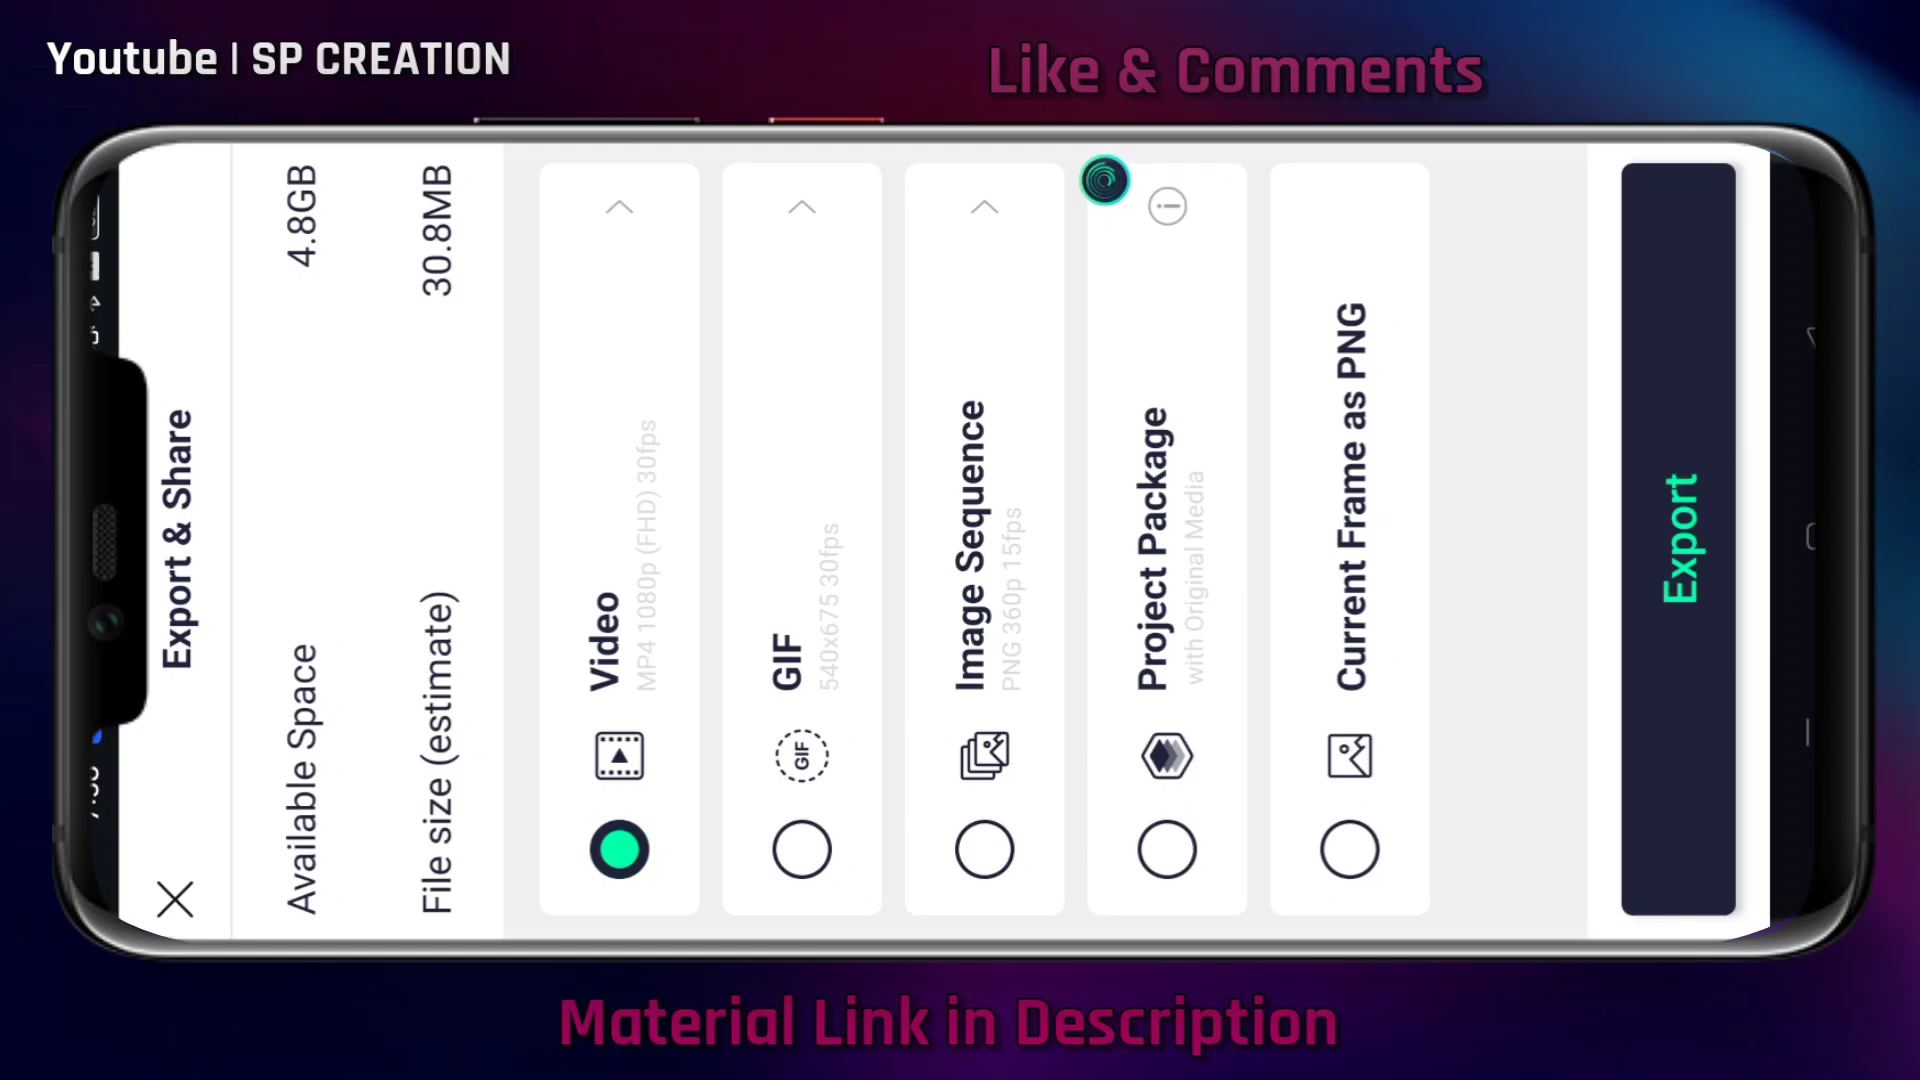 Youtube | SP CREATION
Like & Comments
Export & Share
Available Space 4.8GB
File size (estimate) 30.8MB
Video
MP4 1080p (FHD) 30fps
GIF
GIF
540x675 30fps
Image Sequence
PNG 360p 15fps
Project Package
with Original Media
Current Frame as PNG
Export
Material Link in Description